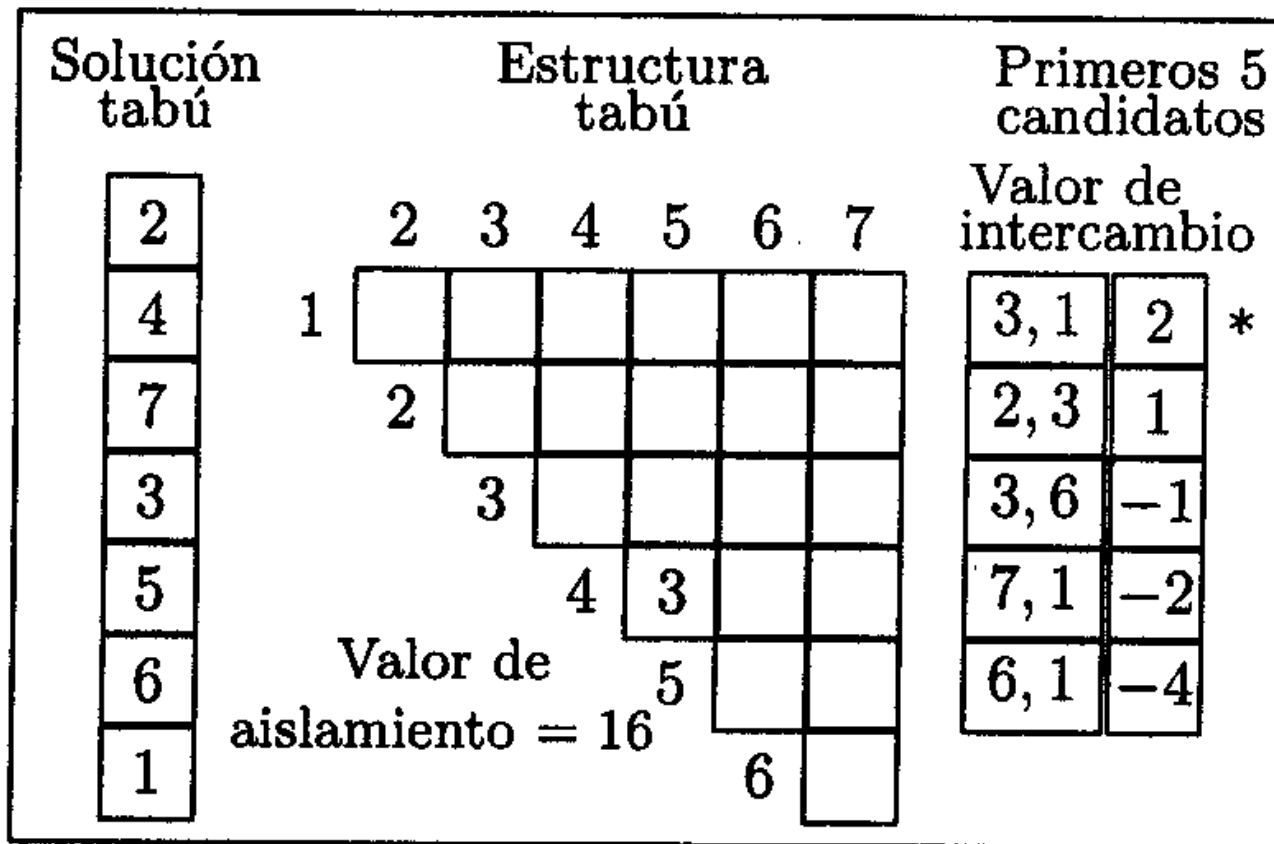 Solución
tabú
2
4
7
3
5
6
1
Estructura
tabú
2 3 4 5 6 7
1
2
3
4 3
5
6
Valor de
aislamiento = 16
Primeros 5
candidatos
Valor de
intercambio
3, 1 2 *
2, 3 1
3, 6 −1
7, 1 −2
6, 1 −4